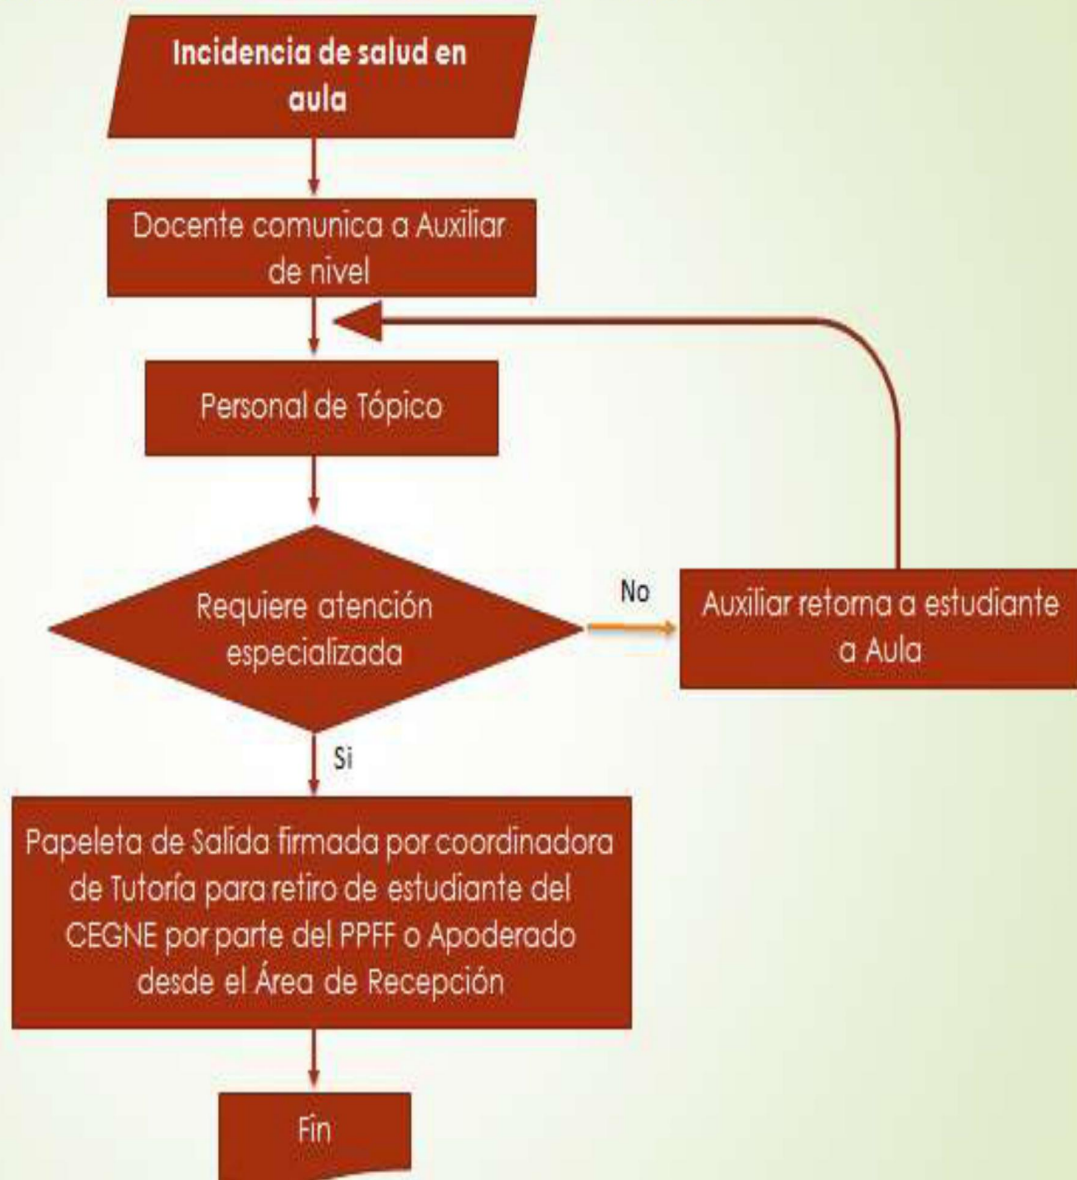 Incidencia de salud en
aula
Docente comunica a Auxiliar
de nivel
Personal de Tópico
Requiere atención
especializada
No
Auxiliar retorna a estudiante
a Aula
Si
Papeleta de Salida firmada por coordinadora
de Tutoría para retiro de estudiante del
CEGNE por parte del PPFF o Apoderado
desde el Área de Recepción
Fin